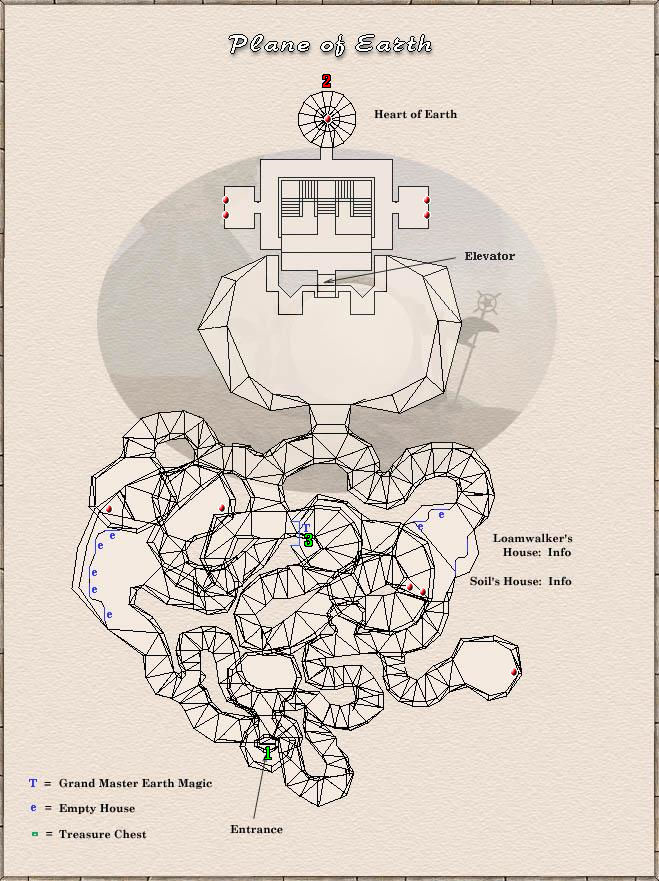 Plane of Earth
2
Heart of Earth
Elevator
T
3
e
e
e
e
e
e
e
Loamwalker's
House: Info
Soil's House: Info
1
T = Grand Master Earth Magic
e = Empty House
= Treasure Chest
Entrance